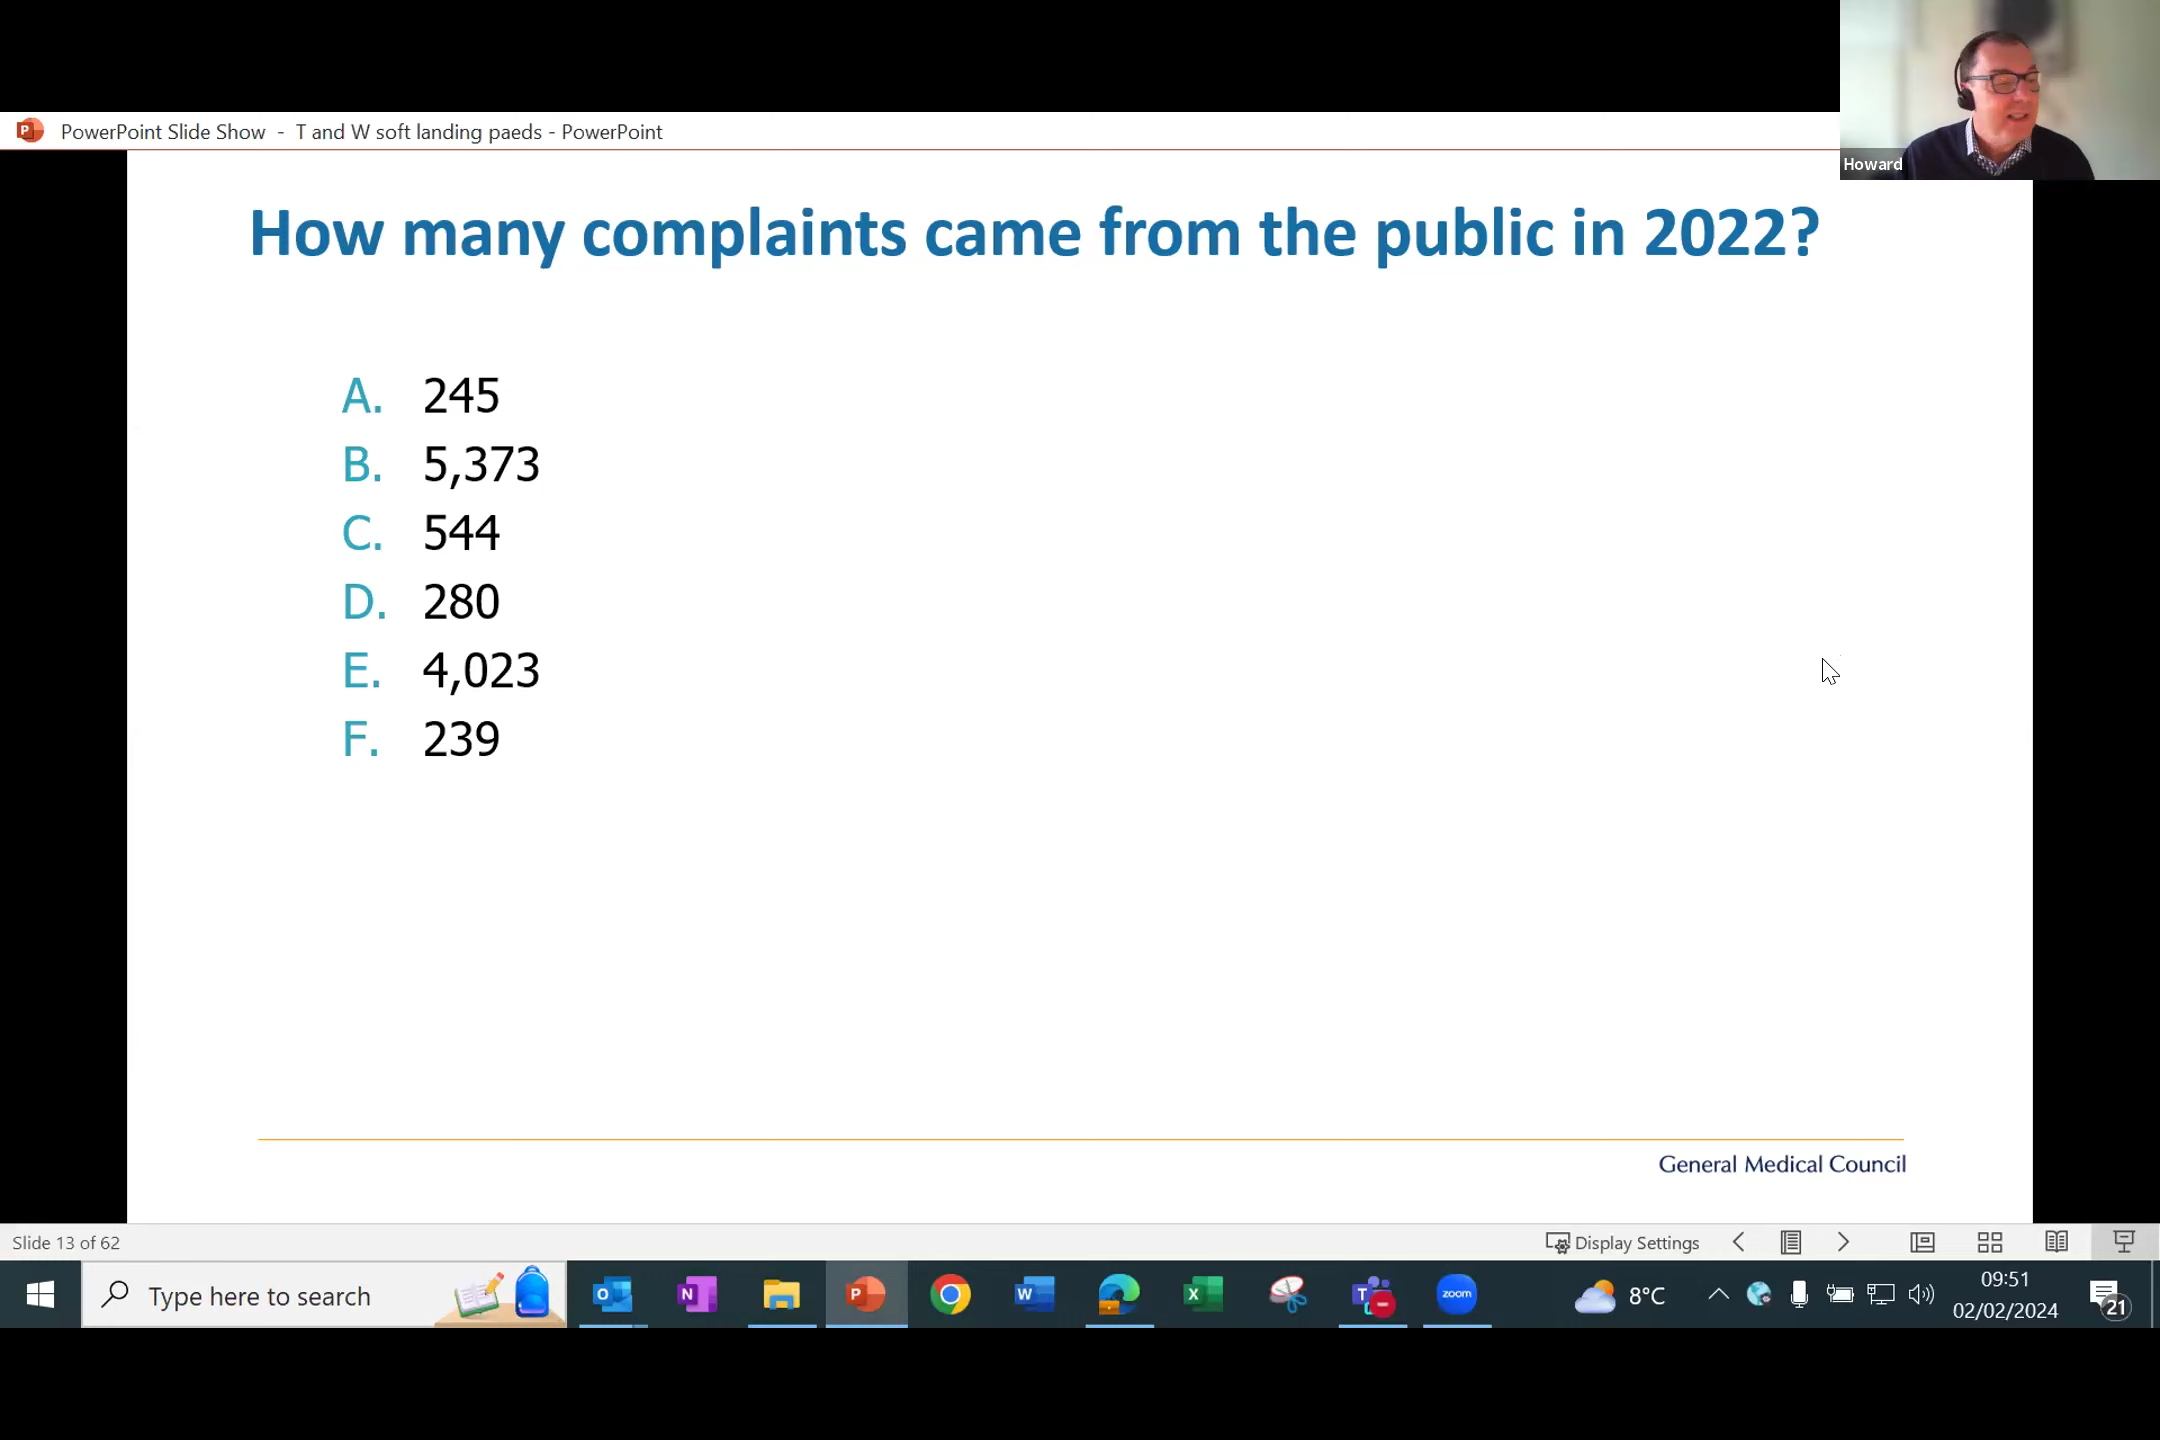 PowerPoint Slide Show - T and W soft landing paeds - PowerPoint
Howard
How many complaints came from the public in 2022?
A. 245
B. 5,373
C. 544
D. 280
E. 4,023
F. 239
General Medical Council
Slide 13 of 62
Display Settings
Type here to search
zoom
8°C
09:51
02/02/2024
21